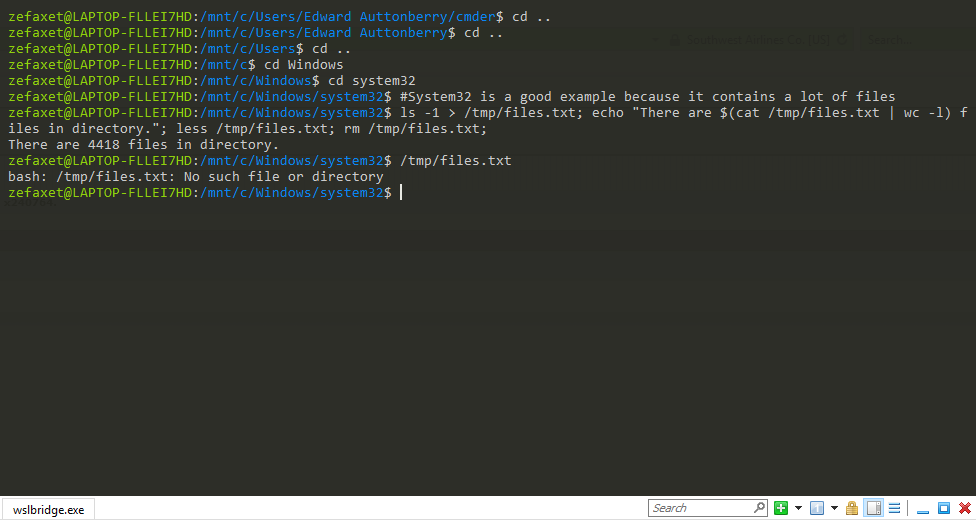 zefaxet@LAPTOP-FLLEI7HD:/mnt/c/Users/Edward Auttonberry/cmder$ cd ..
zefaxet@LAPTOP-FLLEI7HD:/mnt/c/Users/Edward Auttonberry$ cd ..
zefaxet@LAPTOP-FLLEI7HD:/mnt/c/Users$ cd ..
zefaxet@LAPTOP-FLLEI7HD:/mnt/c$ cd Windows
zefaxet@LAPTOP-FLLEI7HD:/mnt/c/Windows$ cd system32
zefaxet@LAPTOP-FLLEI7HD:/mnt/c/Windows/system32$ #System32 is a good example because it contains a lot of files
zefaxet@LAPTOP-FLLEI7HD:/mnt/c/Windows/system32$ ls -1 > /tmp/files.txt; echo "There are $(cat /tmp/files.txt | wc -l) f
iles in directory."; less /tmp/files.txt; rm /tmp/files.txt;
There are 4418 files in directory.
zefaxet@LAPTOP-FLLEI7HD:/mnt/c/Windows/system32$ /tmp/files.txt
bash: /tmp/files.txt: No such file or directory
zefaxet@LAPTOP-FLLEI7HD:/mnt/c/Windows/system32$
wslbridge.exe
Search